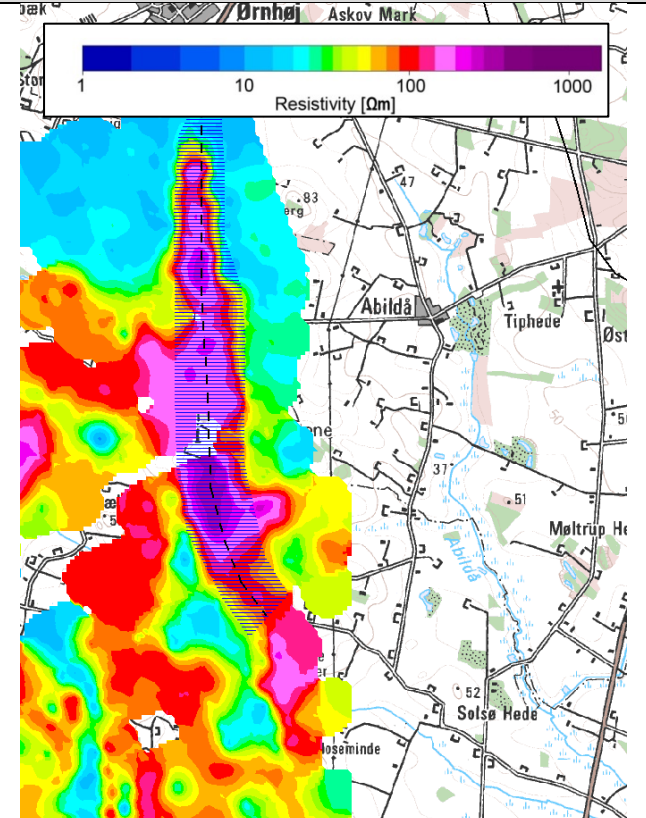 Ørnhøj Askov Mark
1 10 100 1000
Resistivity [Ωm]
47
83
Abildå
Tiphede
50
37
51
Møltrup He
Abildå
52
Solsø Hede